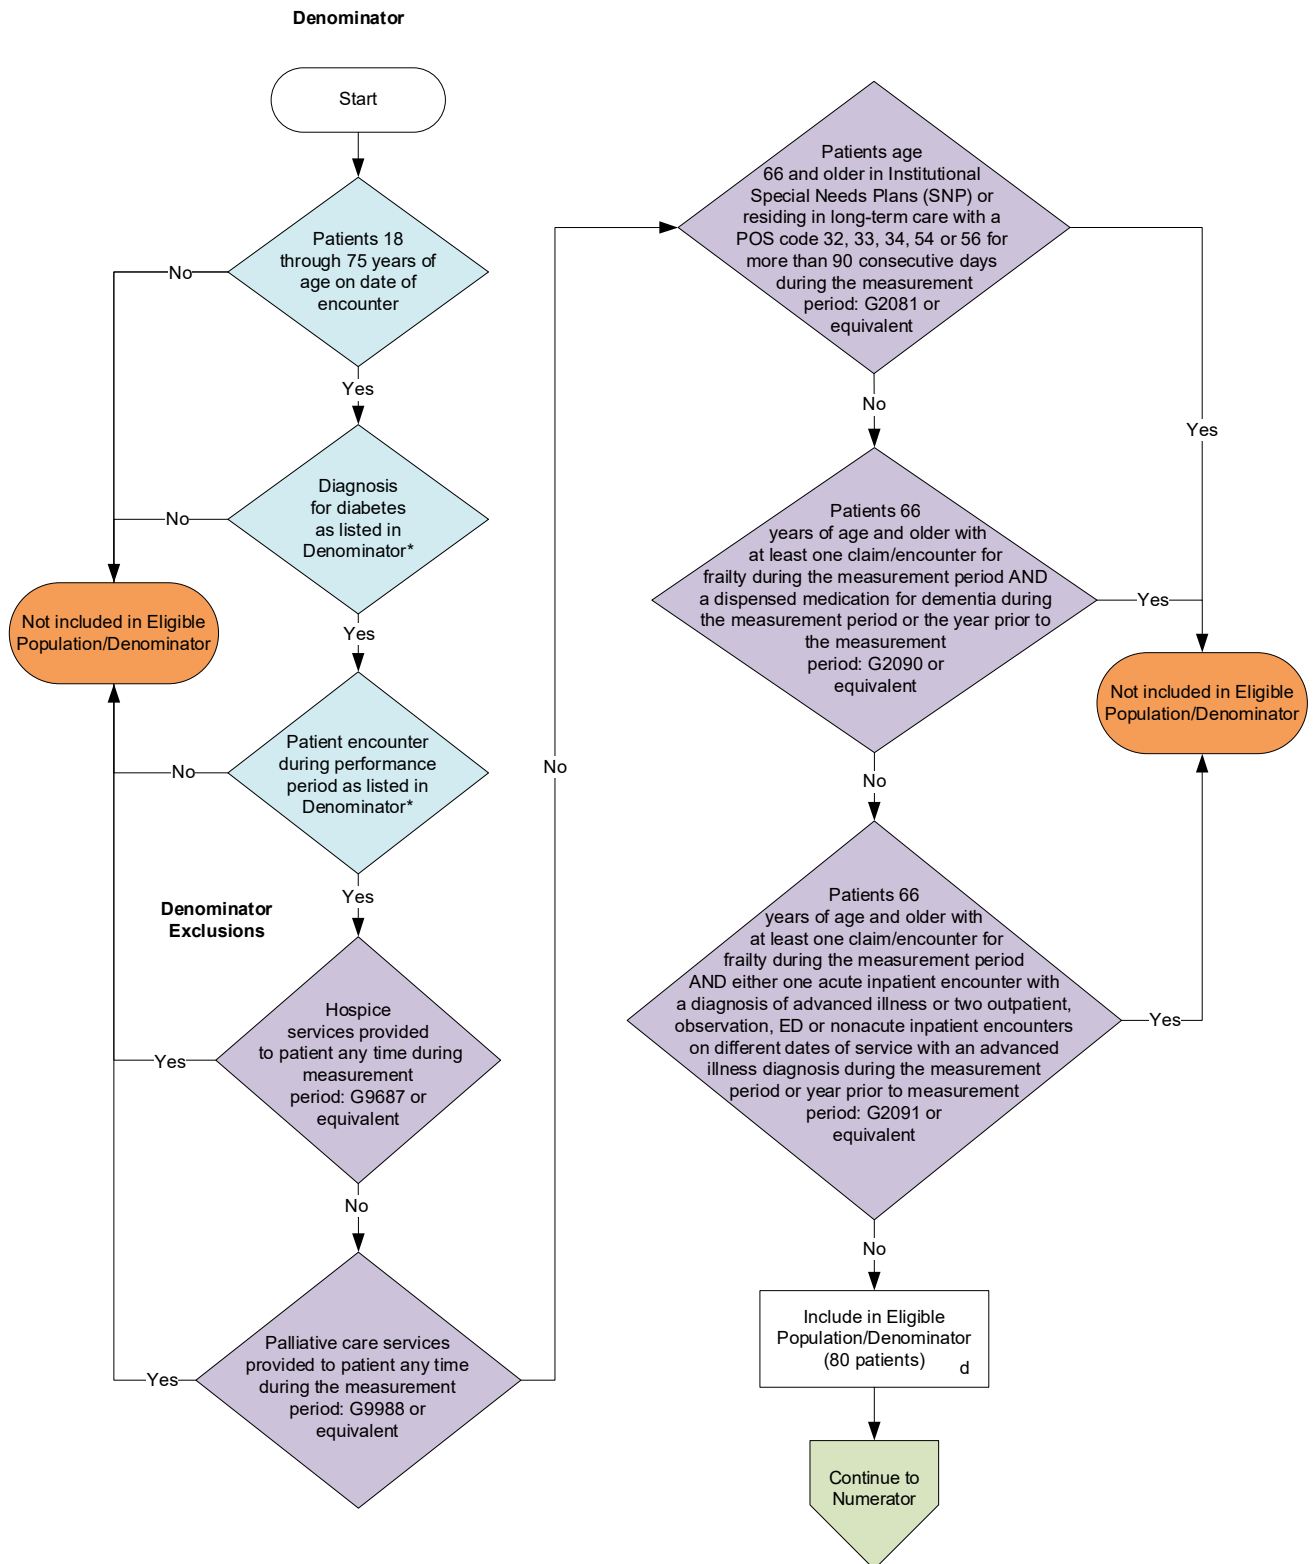 Denominator
Start
Patients 18
through 75 years of
age on date of
encounter
No
Yes
Diagnosis
for diabetes
as listed in
Denominator*
No
Not included in Eligible
Population/Denominator
Yes
Patient encounter
during performance
period as listed in
Denominator*
No
Yes
Denominator
Exclusions
Hospice
services provided
to patient any time during
measurement
period: G9687 or
equivalent
Yes
No
Palliative care services
provided to patient any time
during the measurement
period: G9988 or
equivalent
Yes
No
Patients age
66 and older in Institutional
Special Needs Plans (SNP) or
residing in long-term care with a
POS code 32, 33, 34, 54 or 56 for
more than 90 consecutive days
during the measurement
period: G2081 or
equivalent
No
Yes
Patients 66
years of age and older with
at least one claim/encounter for
frailty during the measurement period AND
a dispensed medication for dementia during
the measurement period or the year prior to
the measurement
period: G2090 or
equivalent
Yes
Not included in Eligible
Population/Denominator
No
Patients 66
years of age and older with
at least one claim/encounter for
frailty during the measurement period
AND either one acute inpatient encounter with
a diagnosis of advanced illness or two outpatient,
observation, ED or nonacute inpatient encounters
on different dates of service with an advanced
illness diagnosis during the measurement
period or year prior to measurement
period: G2091 or
equivalent
Yes
No
Include in Eligible
Population/Denominator
(80 patients)
d
Continue to
Numerator